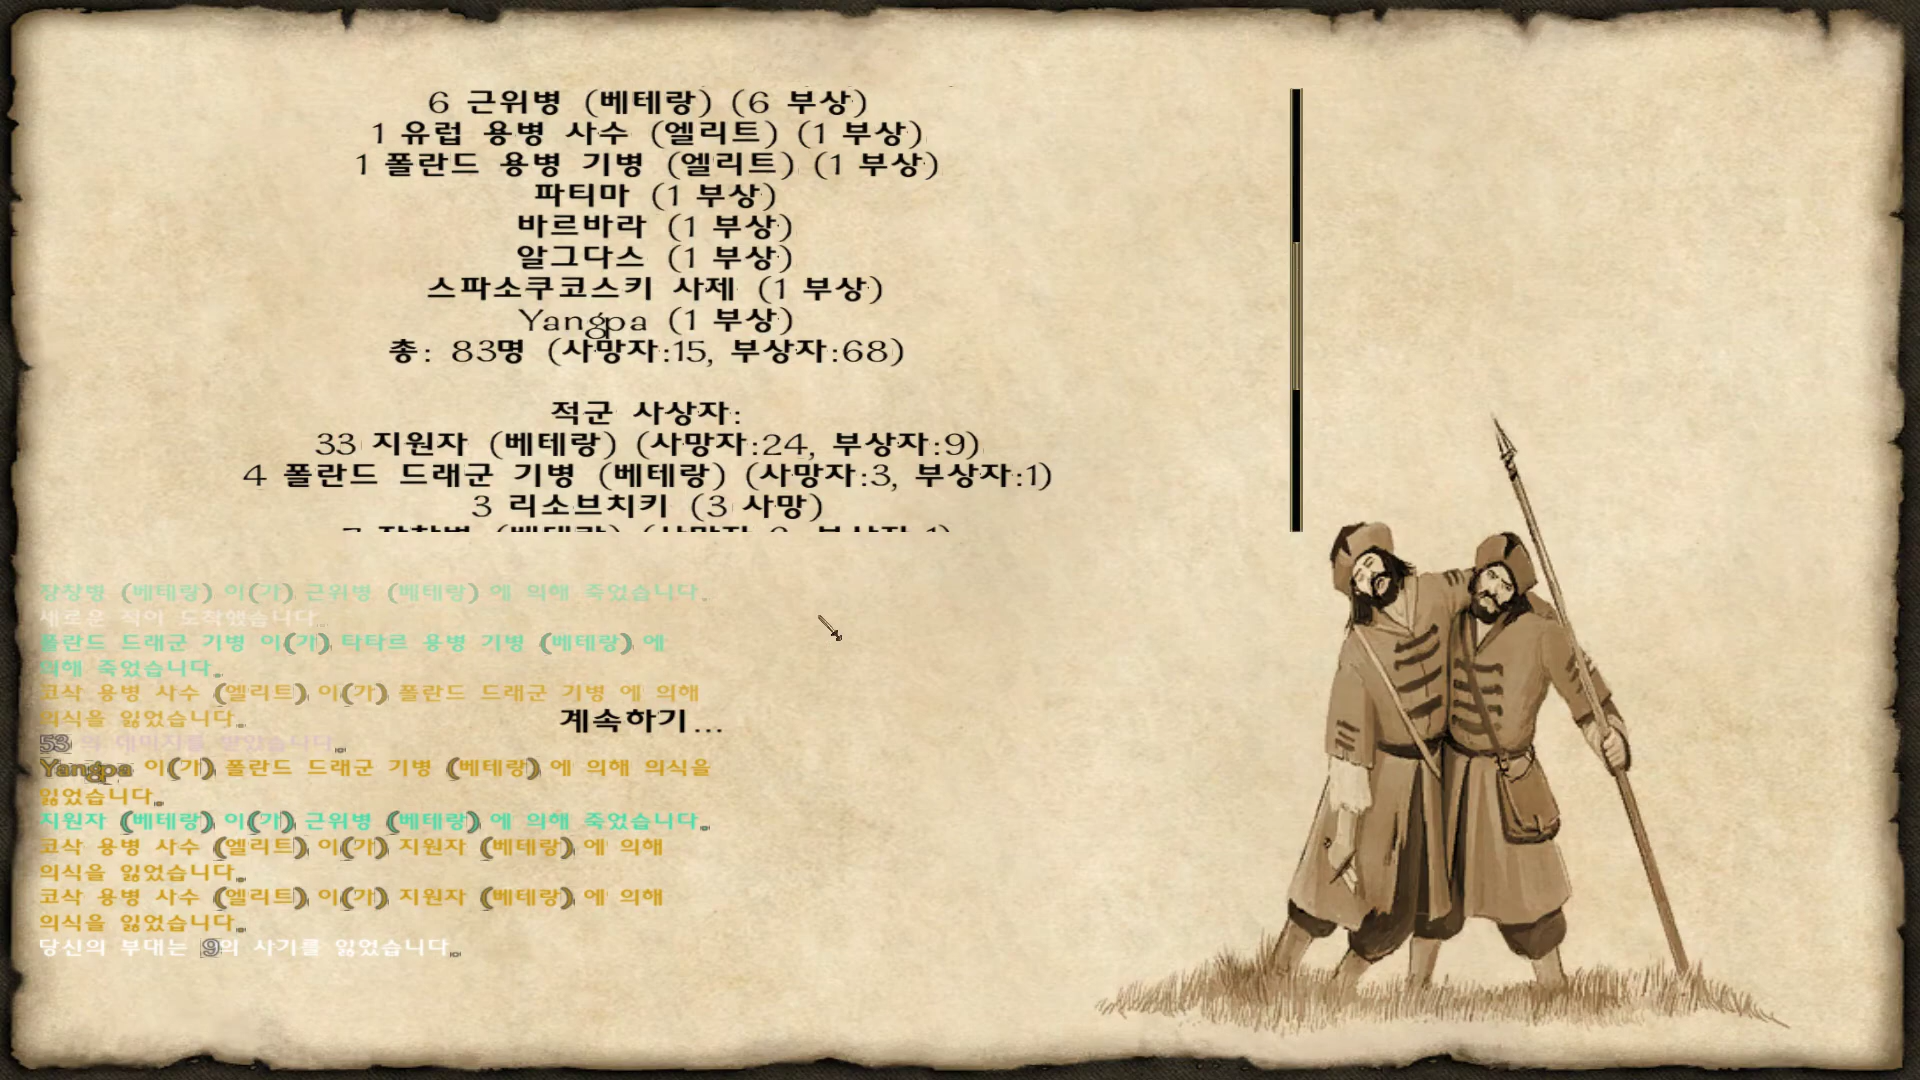 6 근위병 (베테랑) (6 부상)
1 유럽 용병 사수 (엘리트) (1 부상)
1 폴란드 용병 기병 (엘리트) (1 부상)
파티마 (1 부상)
바르바라 (1 부상)
알그다스 (1 부상)
스파소쿠코스키 사제 (1 부상)
Yangpa (1 부상)
총: 83명 (사망자:15, 부상자:68)
적군 사상자:
33 지원자 (베테랑) (사망자:24, 부상자:9)
4 폴란드 드래군 기병 (베테랑) (사망자:3, 부상자:1)
3 리소브치키 (3 사망)
장창병 (베테랑) 이(가) 근위병 (베테랑) 에 의해 죽었습니다.
새로운 적이 도착했습니다.
폴란드 드래군 기병 이(가) 타타르 용병 기병 (베테랑) 에
의해 죽었습니다.
코삭 용병 사수 (엘리트) 이(가) 폴란드 드래군 기병 에 의해
의식을 잃었습니다.
계속하기...
53 의 데미지를 받았습니다.
Yangpa 이(가) 폴란드 드래군 기병 (베테랑) 에 의해 의식을
잃었습니다.
지원자 (베테랑) 이(가) 근위병 (베테랑) 에 의해 죽었습니다.
코삭 용병 사수 (엘리트) 이(가) 지원자 (베테랑) 에 의해
의식을 잃었습니다.
코삭 용병 사수 (엘리트) 이(가) 지원자 (베테랑) 에 의해
의식을 잃었습니다.
당신의 부대는 9의 사기를 잃었습니다.